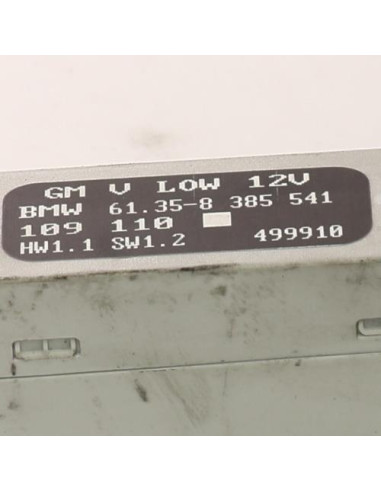 GM V LOW 12V
BMW 61.35-8 385 541
109 110
HW1.1 SW1.2 499910